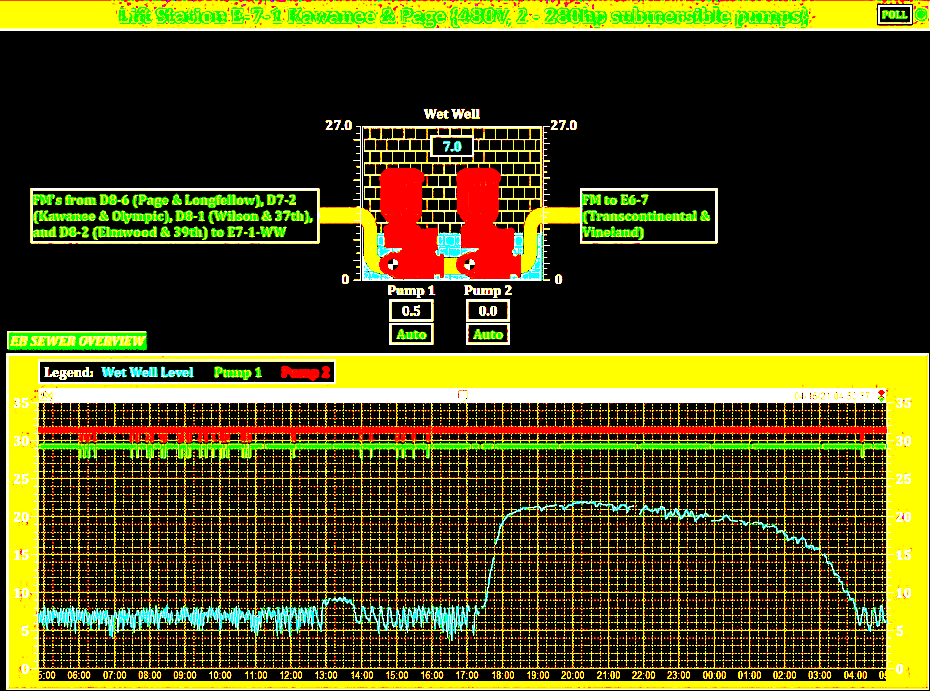 Lift Station E-7-1 Kawanee & Page (480V, 2 - 280hp submersible pumps)
POLL
Wet Well
27.0
27.0
7.0
FM's from D8-6 (Page & Longfellow), D7-2
(Kawanee & Olympic), D8-1 (Wilson & 37th),
and D8-2 (Elmwood & 39th) to E7-1-WW
FM to E6-7
(Transcontinental &
Vineland)
0
0
Pump 1
Pump 2
0.5
0.0
Auto
Auto
EB SEWER OVERVIEW
Legend: Wet Well Level Pump 1 Pump 2
35
35
30
30
25
25
20
20
15
15
10
10
5
5
0
0
5:00 06:00 07:00 08:00 09:00 10:00 11:00 12:00 13:00 14:00 15:00 16:00 17:00 18:00 19:00 20:00 21:00 22:00 23:00 00:00 01:00 02:00 03:00 04:00